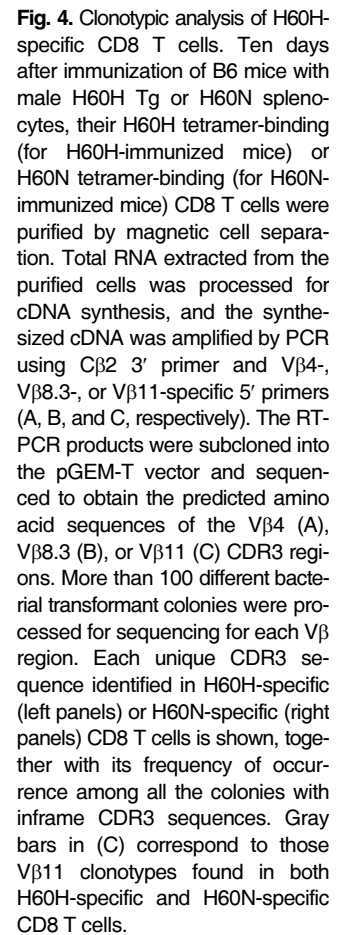 Fig. 4. Clonotypic analysis of H60H-
specific CD8 T cells. Ten days
after immunization of B6 mice with
male H60H Tg or H60N spleno-
cytes, their H60H tetramer-binding
(for H60H-immunized mice) or
H60N tetramer-binding (for H60N-
immunized mice) CD8 T cells were
purified by magnetic cell separa-
tion. Total RNA extracted from the
purified cells was processed for
cDNA synthesis, and the synthe-
sized cDNA was amplified by PCR
using Cβ2 3′ primer and Vβ4-,
Vβ8.3-, or Vβ11-specific 5′ primers
(A, B, and C, respectively). The RT-
PCR products were subcloned into
the pGEM-T vector and sequen-
ced to obtain the predicted amino
acid sequences of the Vβ4 (A),
Vβ8.3 (B), or Vβ11 (C) CDR3 regi-
ons. More than 100 different bacte-
rial transformant colonies were pro-
cessed for sequencing for each Vβ
region. Each unique CDR3 se-
quence identified in H60H-specific
(left panels) or H60N-specific (right
panels) CD8 T cells is shown, toge-
ther with its frequency of occur-
rence among all the colonies with
inframe CDR3 sequences. Gray
bars in (C) correspond to those
Vβ11 clonotypes found in both
H60H-specific and H60N-specific
CD8 T cells.